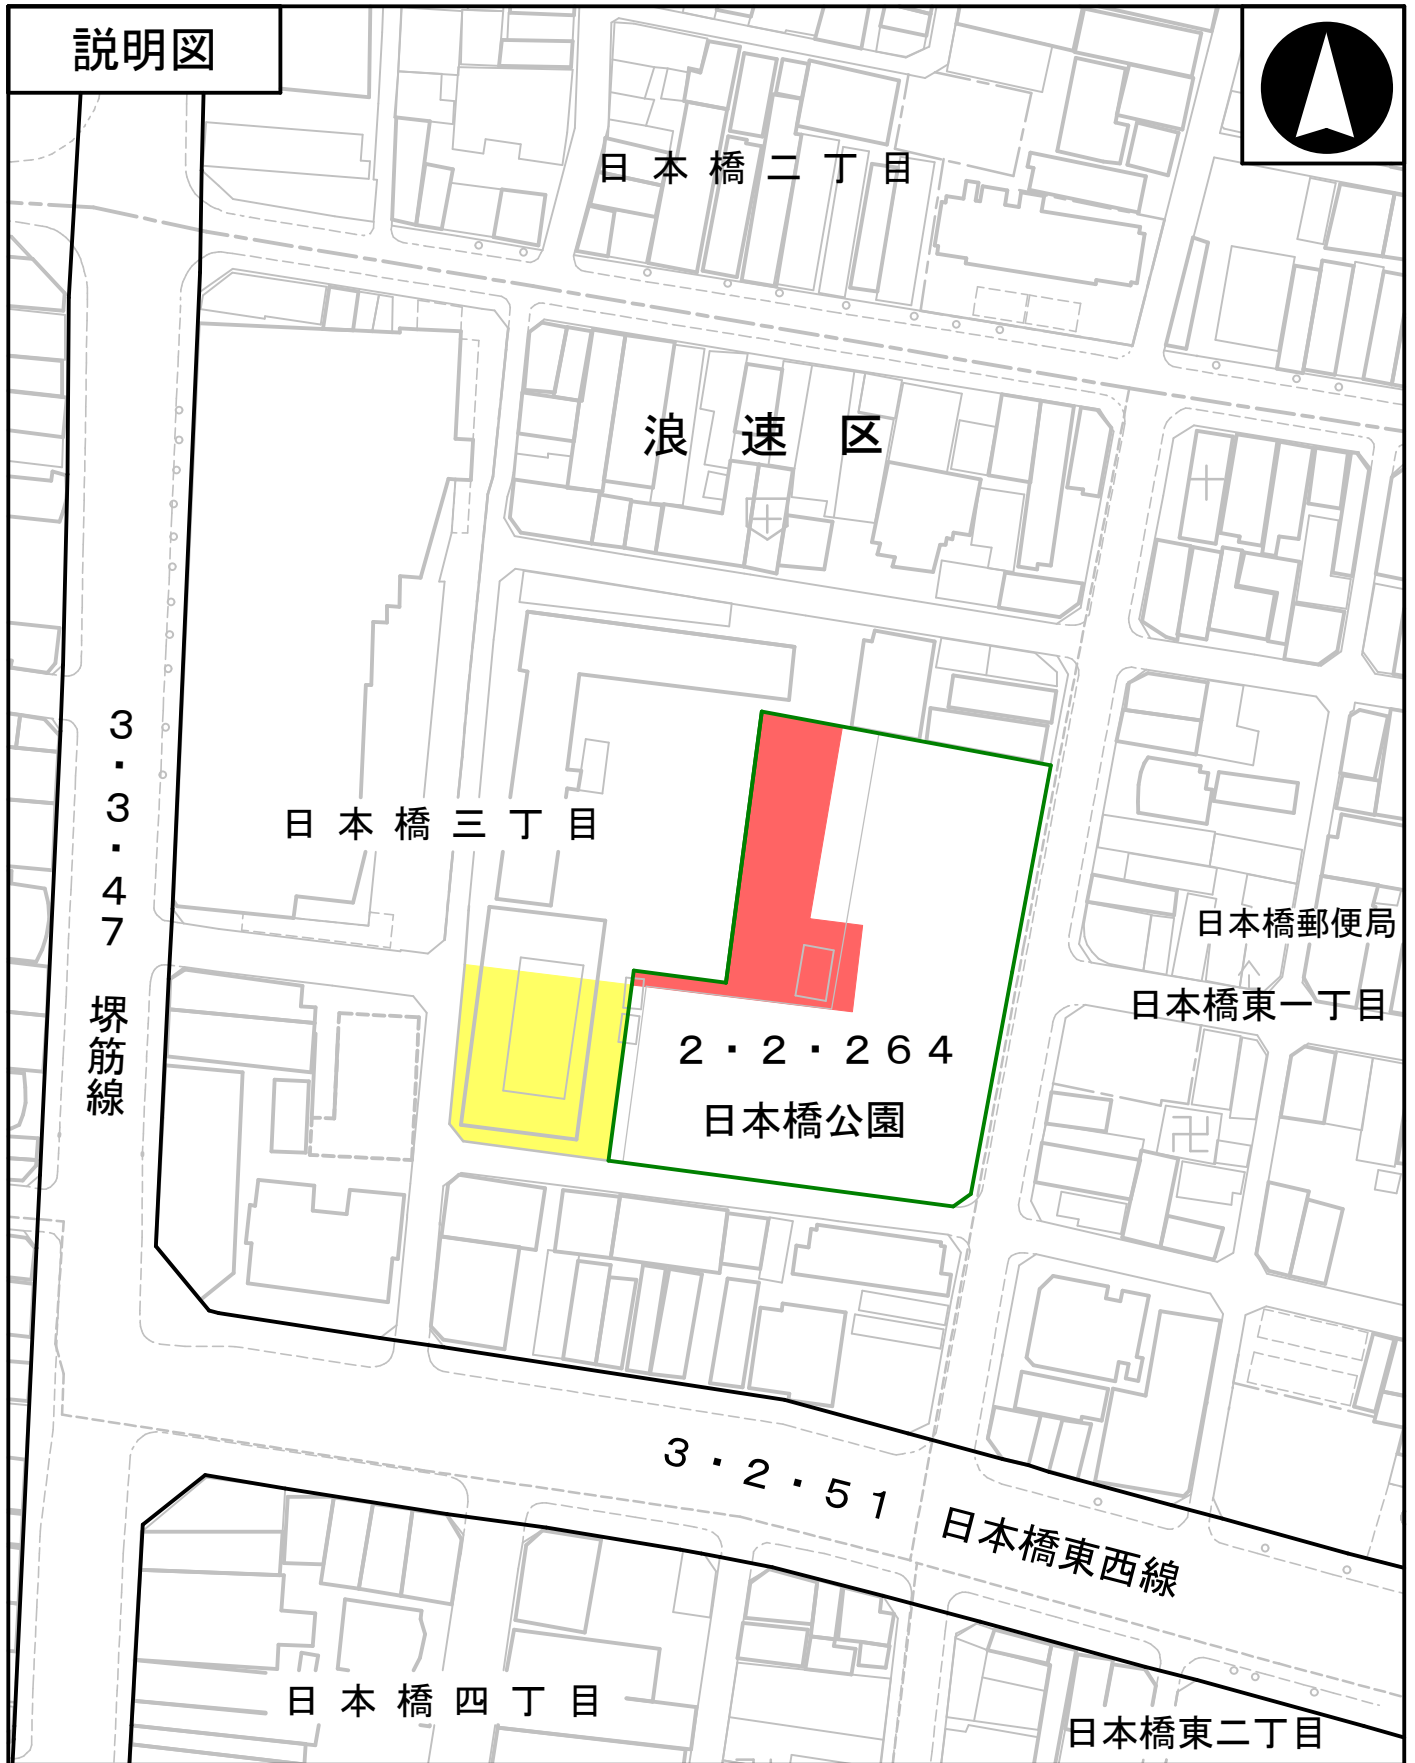 説明図
日本橋二丁目
浪速区
3・3・47 堺筋線
日本橋三丁目
日本橋郵便局
日本橋東一丁目
2・2・264
日本橋公園
3・2・51 日本橋東西線
日本橋四丁目
日本橋東二丁目